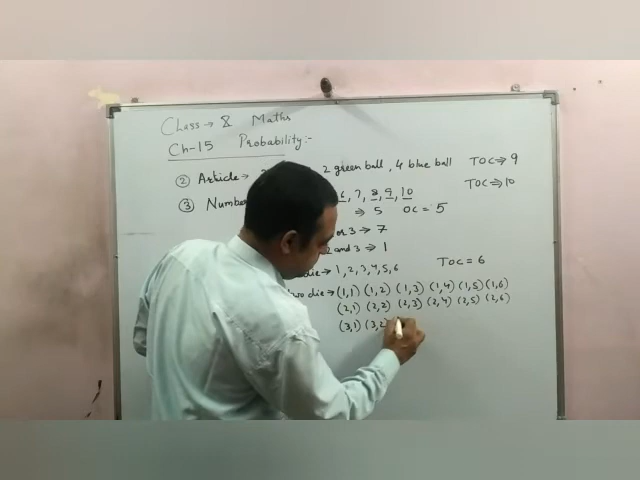 Class → 8 Maths
Ch-15 Probability:-
② Article → 2 green ball, 4 blue ball TOC ⇒ 9
③ Number 6, 7, 8, 9, 10 TOC ⇒ 10
⇒ 5 OC = 5
or 3 → 7
2 and 3 → 1
die → 1, 2, 3, 4, 5, 6 TOC = 6
two die → (1,1) (1,2) (1,3) (1,4) (1,5) (1,6)
(2,1) (2,2) (2,3) (2,4) (2,5) (2,6)
(3,1) (3,2)